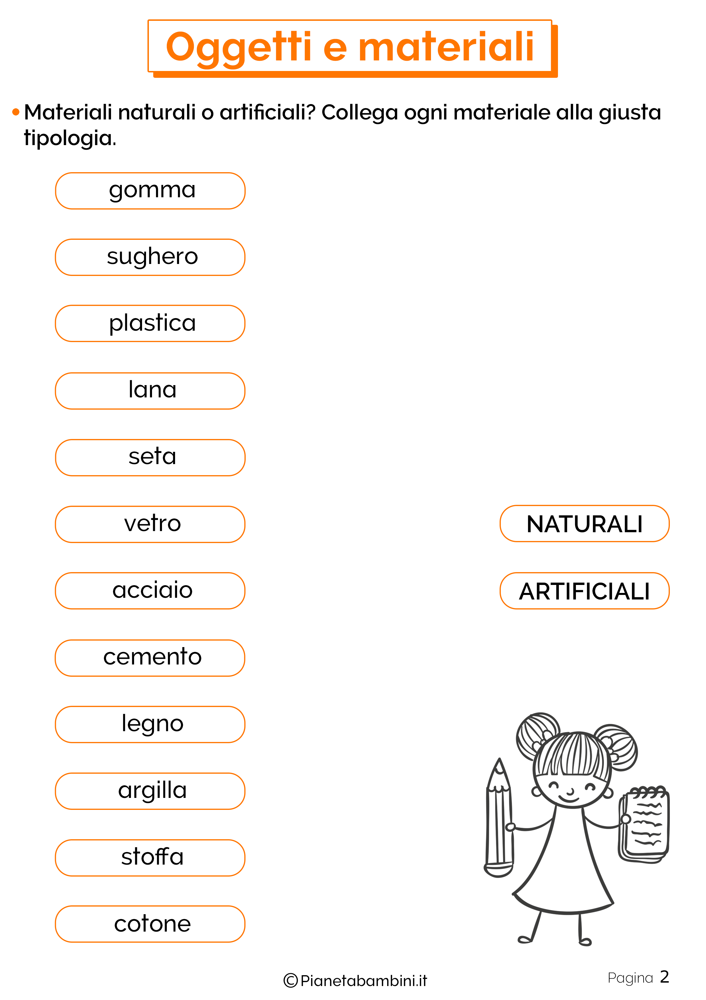 Oggetti e materiali
• Materiali naturali o artificiali? Collega ogni materiale alla giusta
tipologia.
gomma
sughero
plastica
lana
seta
vetro
NATURALI
acciaio
ARTIFICIALI
cemento
legno
argilla
stoffa
cotone
©Pianetabambini.it
Pagina 2